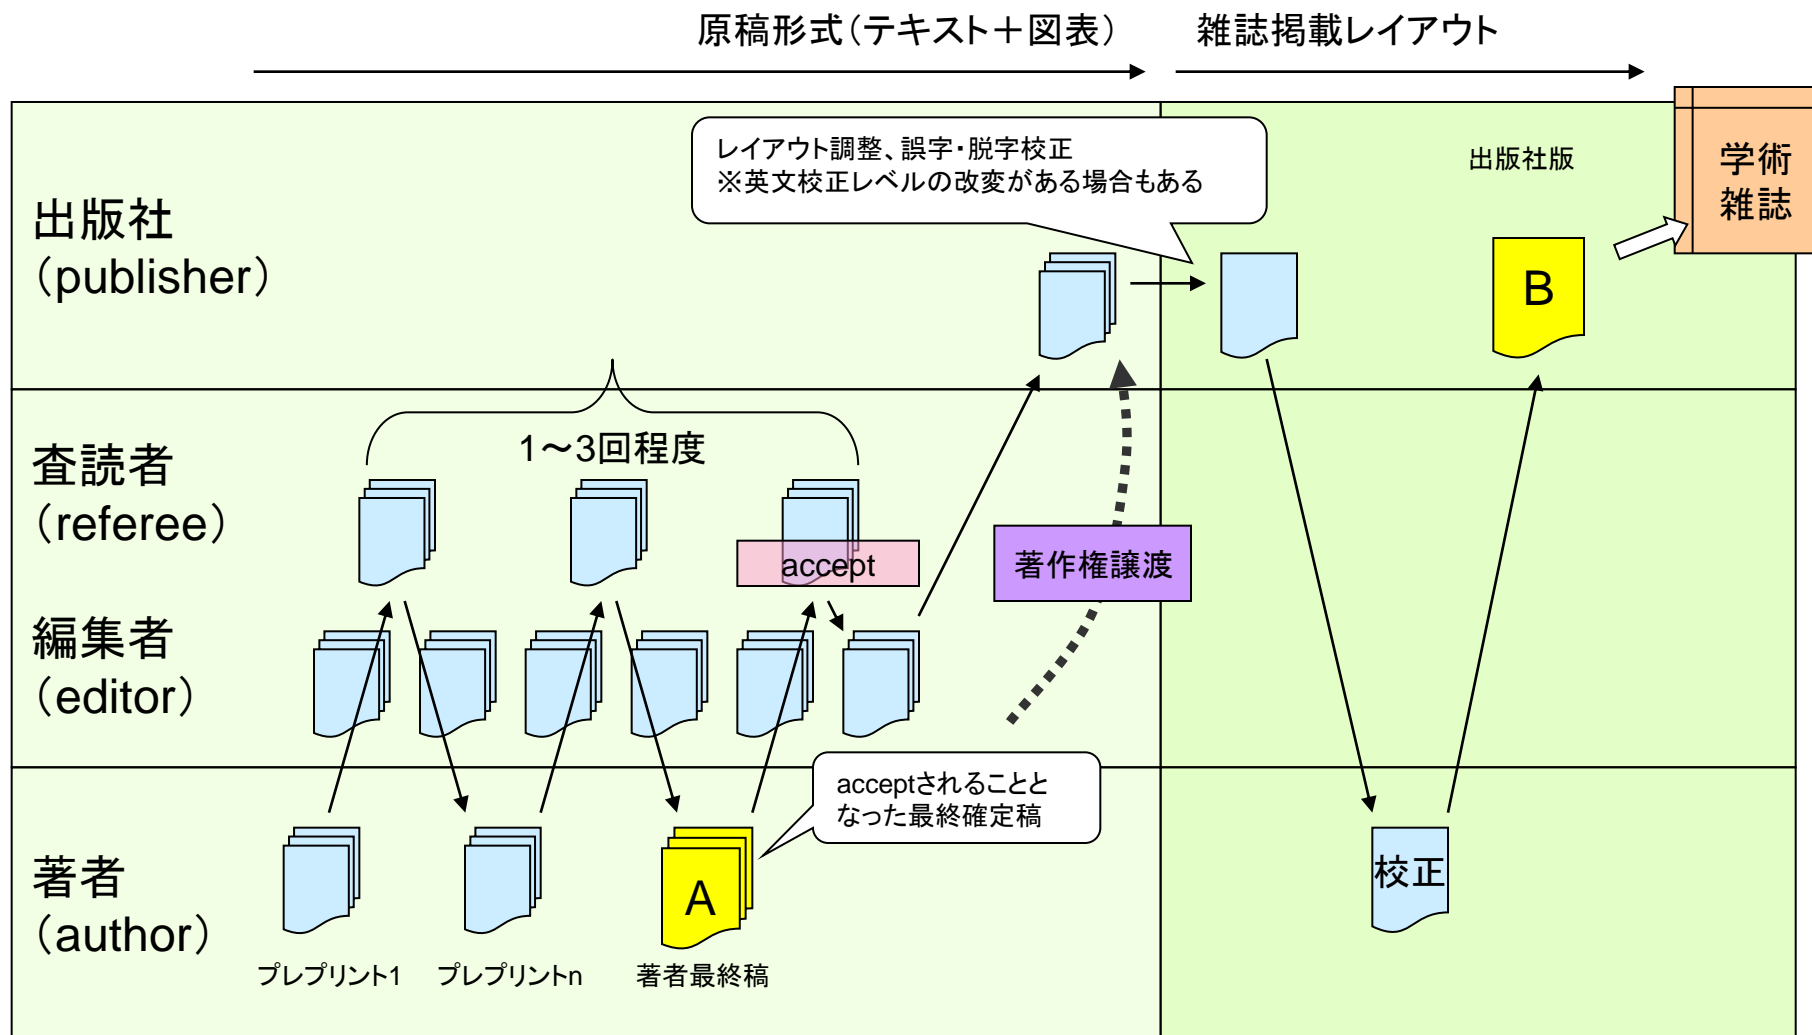 原稿形式（テキスト＋図表）
雑誌掲載レイアウト
レイアウト調整、誤字・脱字校正
※英文校正レベルの改変がある場合もある
出版社版
学術
雑誌
出版社
（publisher）
B
1～3回程度
査読者
（referee）
accept
著作権譲渡
編集者
（editor）
acceptされることと
なった最終確定稿
著者
（author）
A
校正
プレプリント1
プレプリントn
著者最終稿